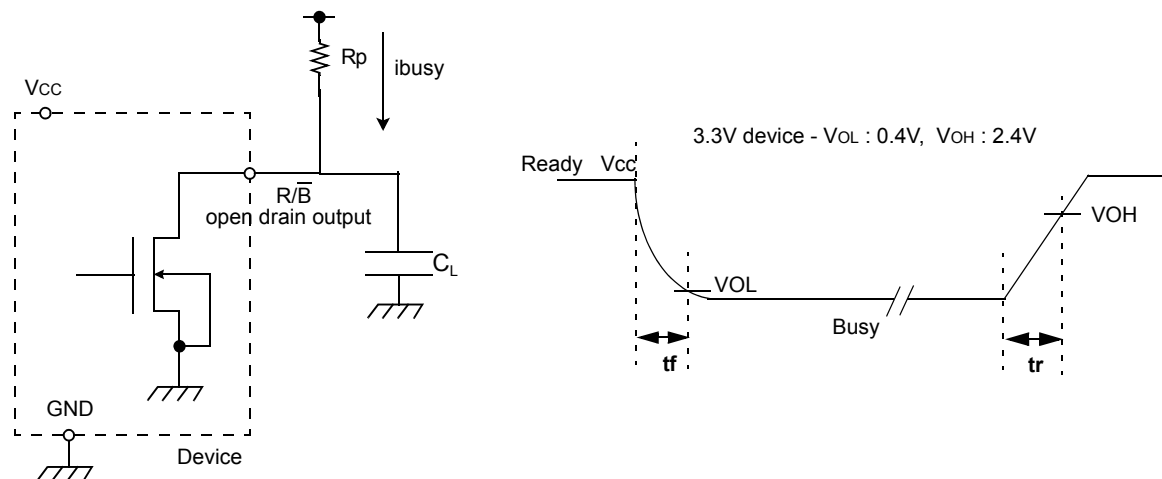 Rp
ibusy
VCC
R/B̅
open drain output
CL
GND
Device
3.3V device - VOL : 0.4V, VOH : 2.4V
Ready Vcc
VOH
VOL
Busy
tf
tr